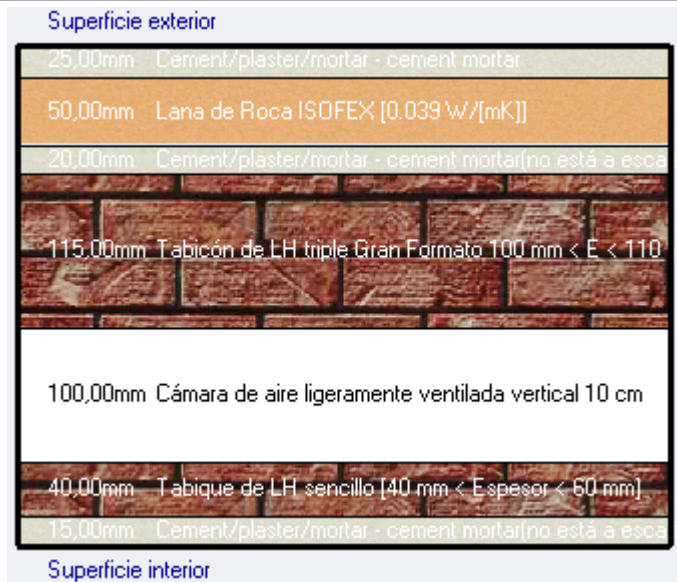 Superficie exterior
25,00mm Cement/plaster/mortar - cement mortar
50,00mm Lana de Roca ISOFEX [0.039 W/[mK]]
20,00mm Cement/plaster/mortar - cement mortar(no está a esca
115,00mm Tabicón de LH triple Gran Formato 100 mm < E < 110
100,00mm Cámara de aire ligeramente ventilada vertical 10 cm
40,00mm Tabique de LH sencillo [40 mm < Espesor < 60 mm]
15,00mm Cement/plaster/mortar - cement mortar(no está a esca
Superficie interior